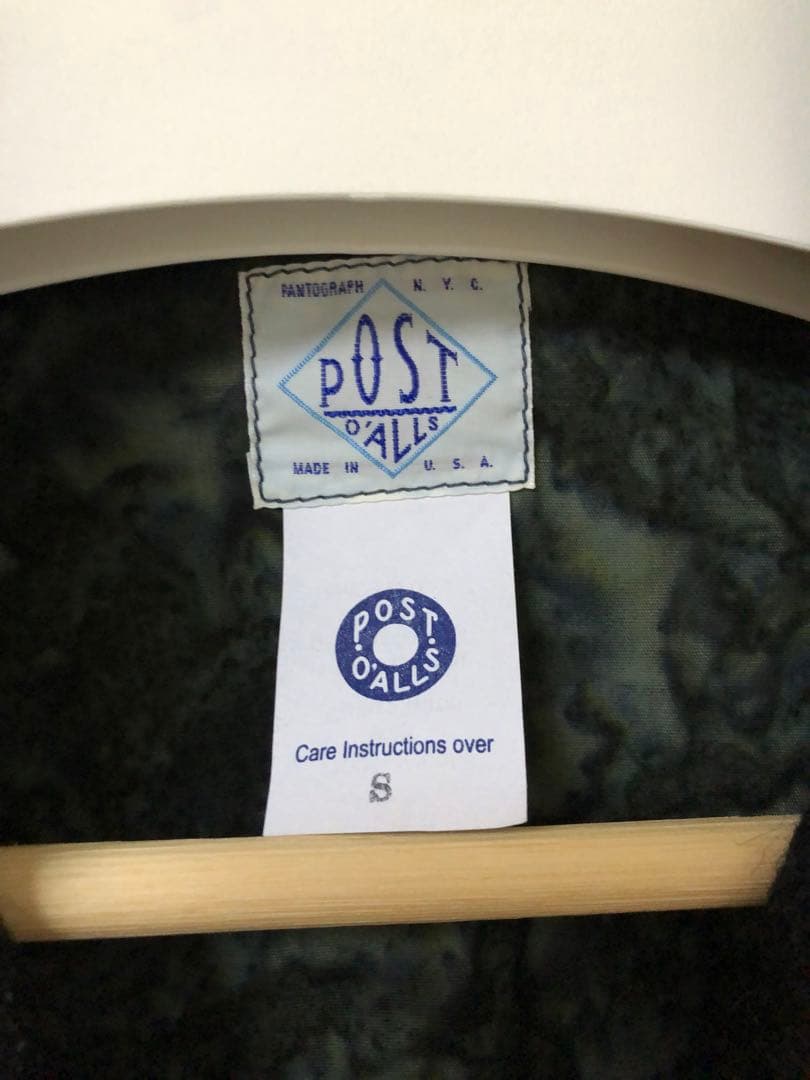 PANTOGRAPH N. Y. C.
POST
O'ALLS
MADE IN U. S. A.
POST
O'ALLS
Care Instructions over
S